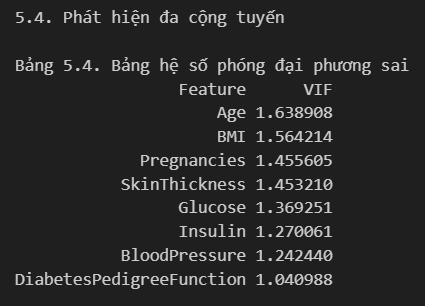 5.4. Phát hiện đa cộng tuyến
Bảng 5.4. Bảng hệ số phóng đại phương sai
Feature VIF
Age 1.638908
BMI 1.564214
Pregnancies 1.455605
SkinThickness 1.453210
Glucose 1.369251
Insulin 1.270061
BloodPressure 1.242440
DiabetesPedigreeFunction 1.040988